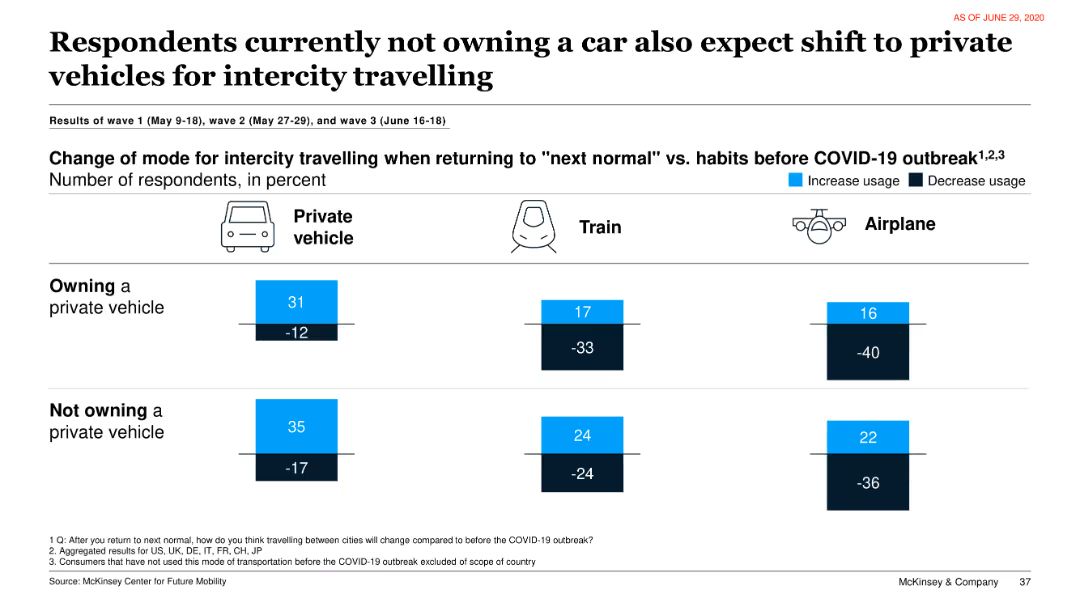 AS OF JUNE 29, 2020
Respondents currently not owning a car also expect shift to private
vehicles for intercity travelling
Results of wave 1 (May 9-18), wave 2 (May 27-29), and wave 3 (June 16-18)
Change of mode for intercity travelling when returning to "next normal" vs. habits before COVID-19 outbreak1,2,3
Number of respondents, in percent
Increase usage
Decrease usage
Private
vehicle
Train
Airplane
Owning a
private vehicle
31
-12
17
-33
16
-40
Not owning a
private vehicle
35
-17
24
-24
22
-36
1 Q: After you return to next normal, how do you think travelling between cities will change compared to before the COVID-19 outbreak?
2. Aggregated results for US, UK, DE, IT, FR, CH, JP
3. Consumers that have not used this mode of transportation before the COVID-19 outbreak excluded of scope of country
Source: McKinsey Center for Future Mobility
McKinsey & Company
37